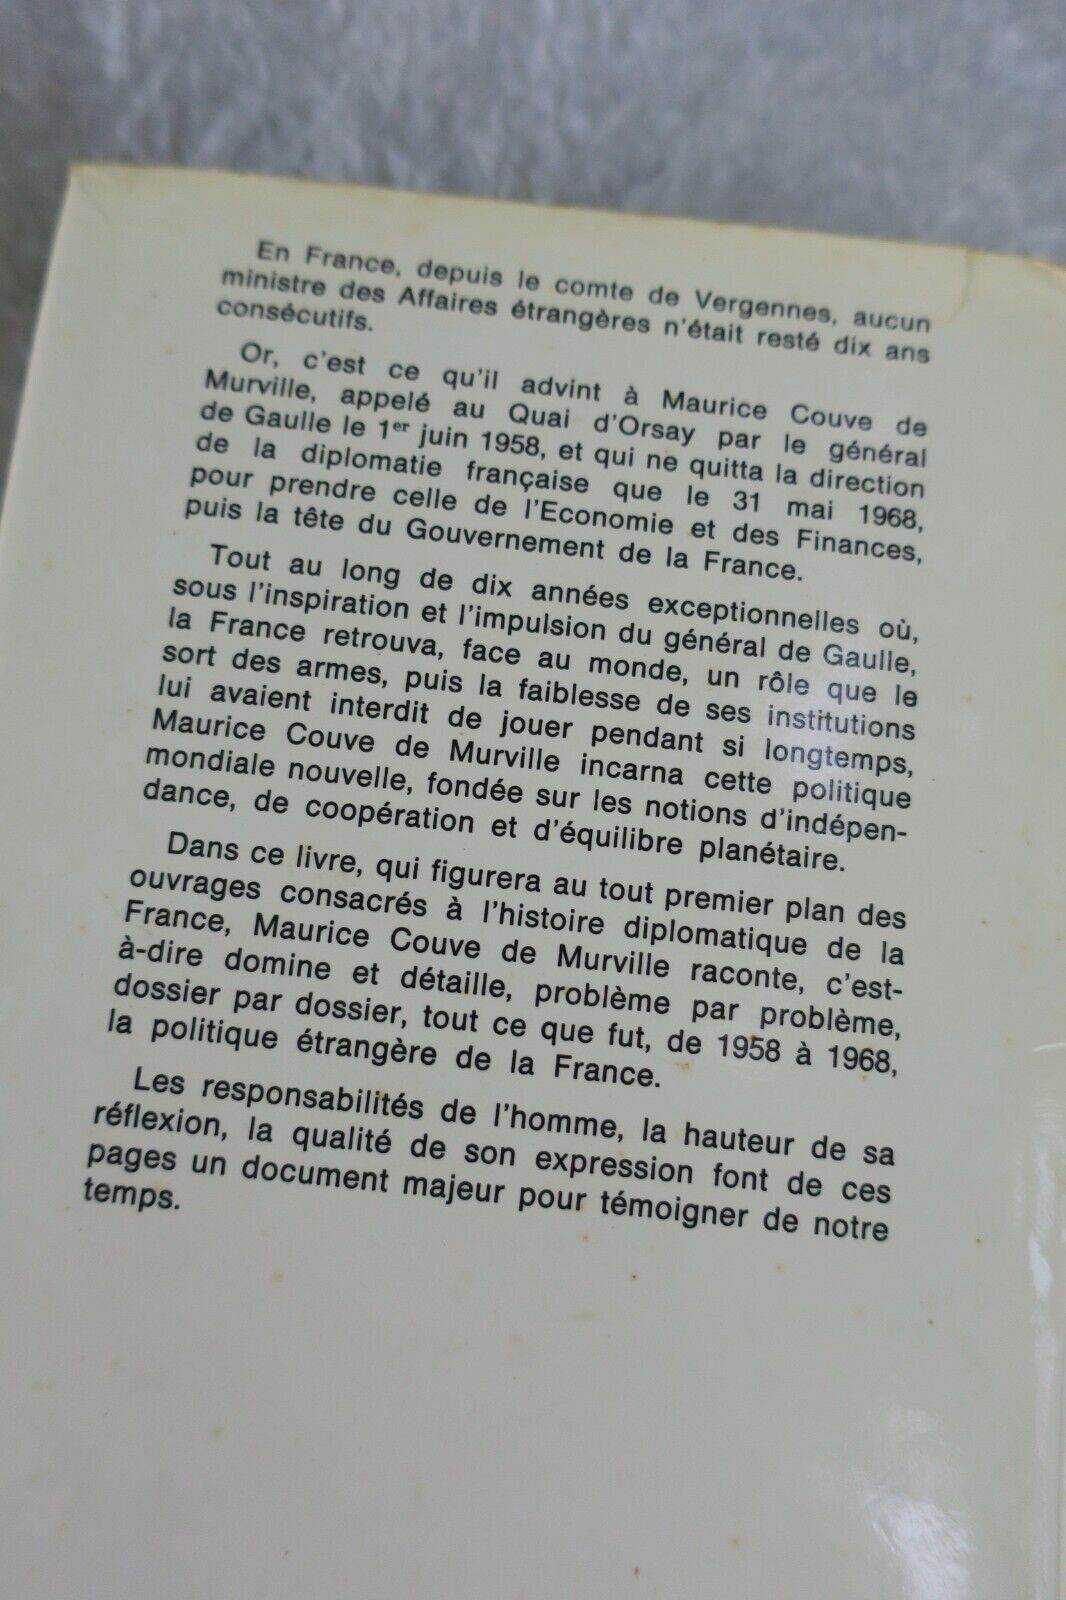 En France, depuis le comte de Vergennes, aucun
ministre des Affaires étrangères n'était resté dix ans
consécutifs.
Or, c'est ce qu'il advint à Maurice Couve de
Murville, appelé au Quai d'Orsay par le général
de Gaulle le 1er juin 1958, et qui ne quitta la direction
de la diplomatie française que le 31 mai 1968,
pour prendre celle de l'Economie et des Finances,
puis la tête du Gouvernement de la France.
Tout au long de dix années exceptionnelles où,
sous l'inspiration et l'impulsion du général de Gaulle,
la France retrouva, face au monde, un rôle que le
sort des armes, puis la faiblesse de ses institutions
lui avaient interdit de jouer pendant si longtemps,
Maurice Couve de Murville incarna cette politique
mondiale nouvelle, fondée sur les notions d'indépen-
dance, de coopération et d'équilibre planétaire.
Dans ce livre, qui figurera au tout premier plan des
ouvrages consacrés à l'histoire diplomatique de la
France, Maurice Couve de Murville raconte, c'est-
à-dire domine et détaille, problème par problème,
dossier par dossier, tout ce que fut, de 1958 à 1968,
la politique étrangère de la France.
Les responsabilités de l'homme, la hauteur de sa
réflexion, la qualité de son expression font de ces
pages un document majeur pour témoigner de notre
temps.